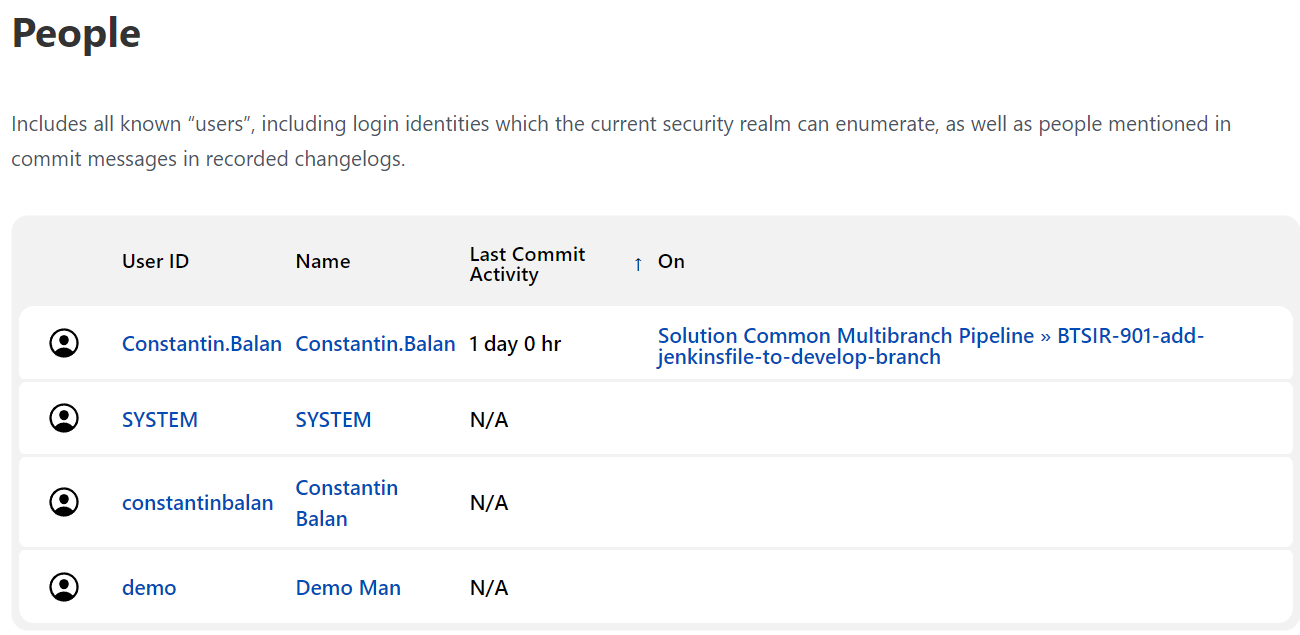 People
Includes all known “users”, including login identities which the current security realm can enumerate, as well as people mentioned in
commit messages in recorded changelogs.
User ID Name Last Commit Activity ↑ On
Constantin.Balan Constantin.Balan 1 day 0 hr Solution Common Multibranch Pipeline » BTSIR-901-add-
jenkinsfile-to-develop-branch
SYSTEM SYSTEM N/A
constantinbalan Constantin Balan N/A
demo Demo Man N/A